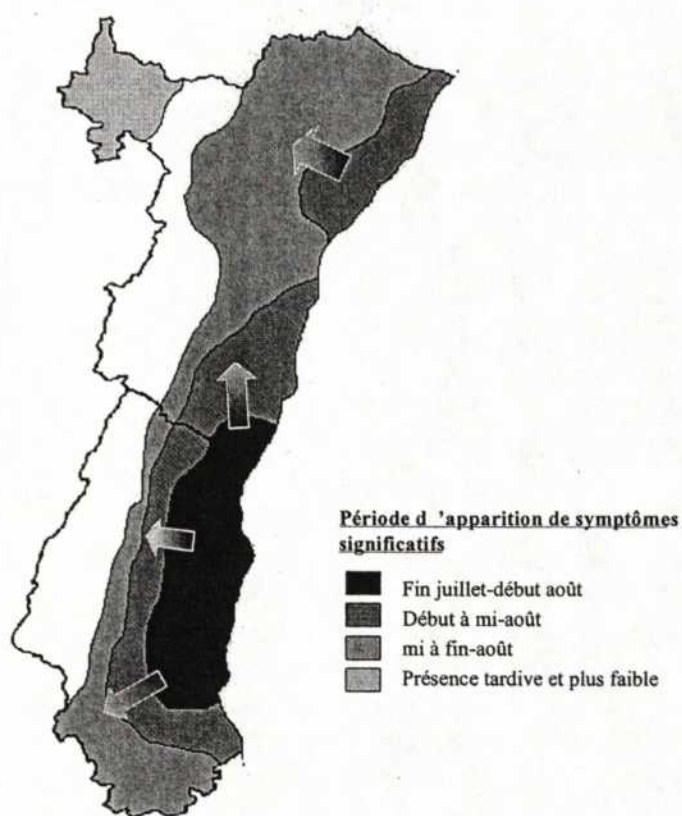 Période d ’apparition de symptômes
significatifs
Fin juillet-début août
Début à mi-août
mi à fin-août
Présence tardive et plus faible